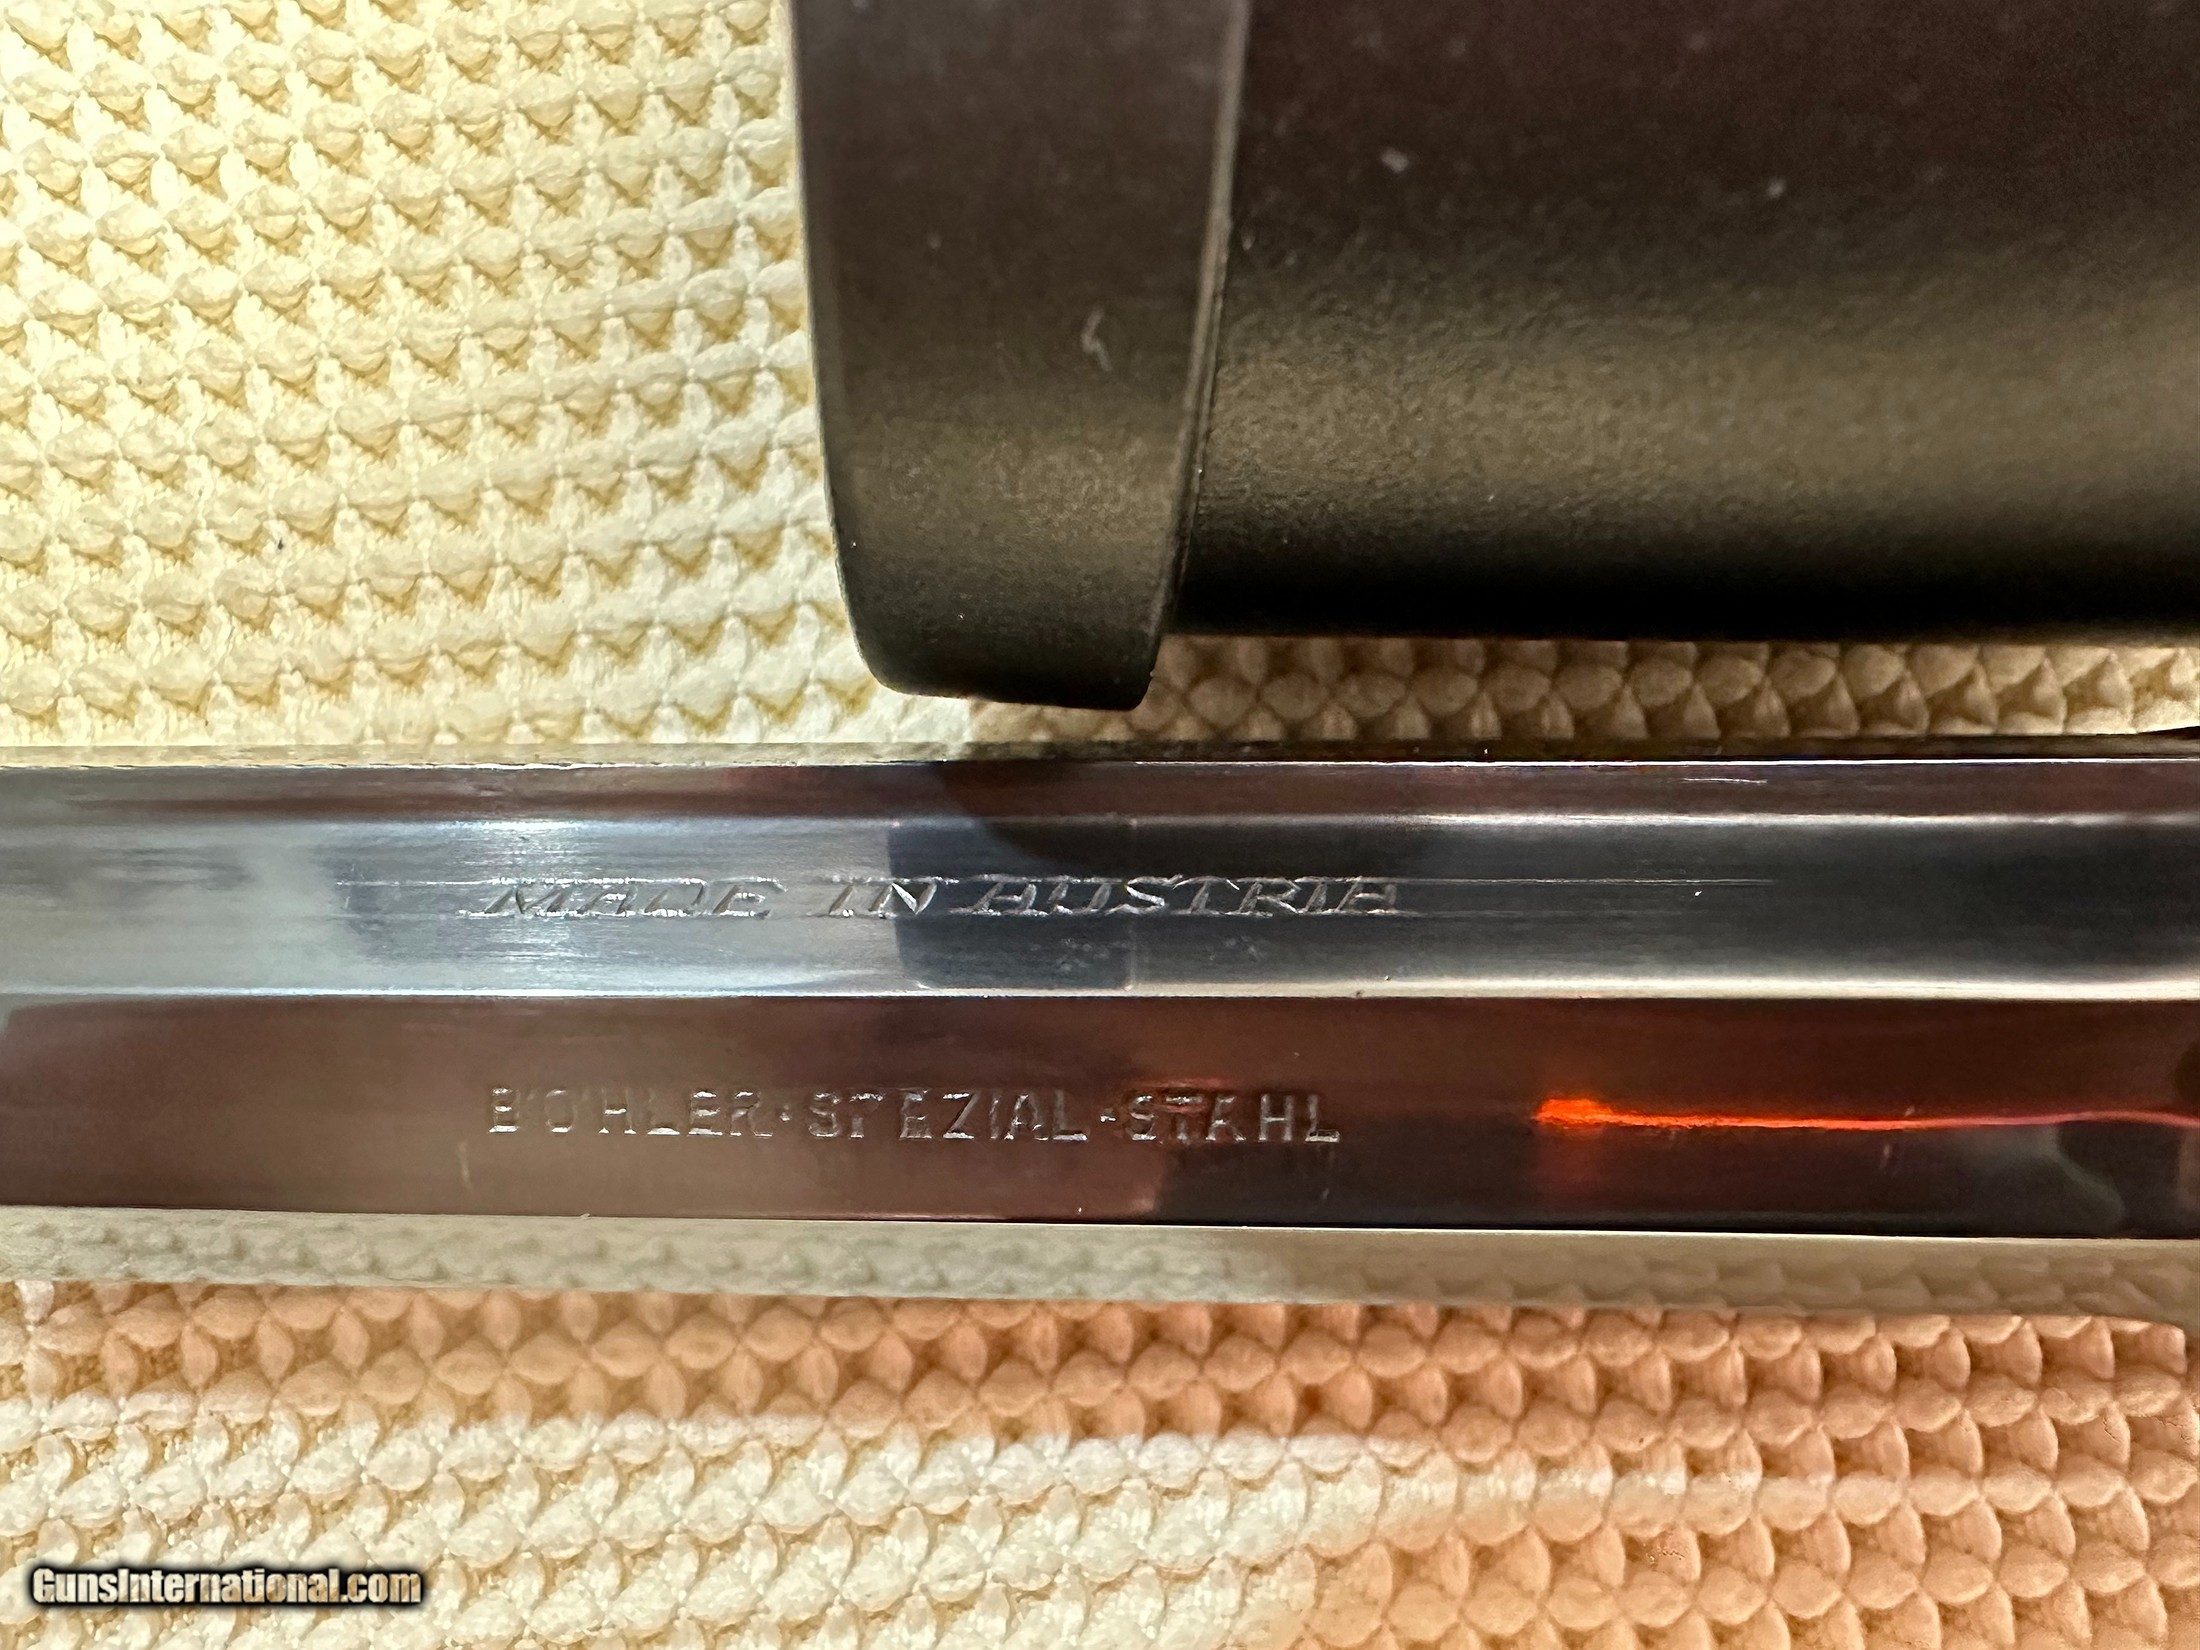 MADE IN AUSTRIA
BÖHLER·SPEZIAL·STAHL
GunsInternational.com